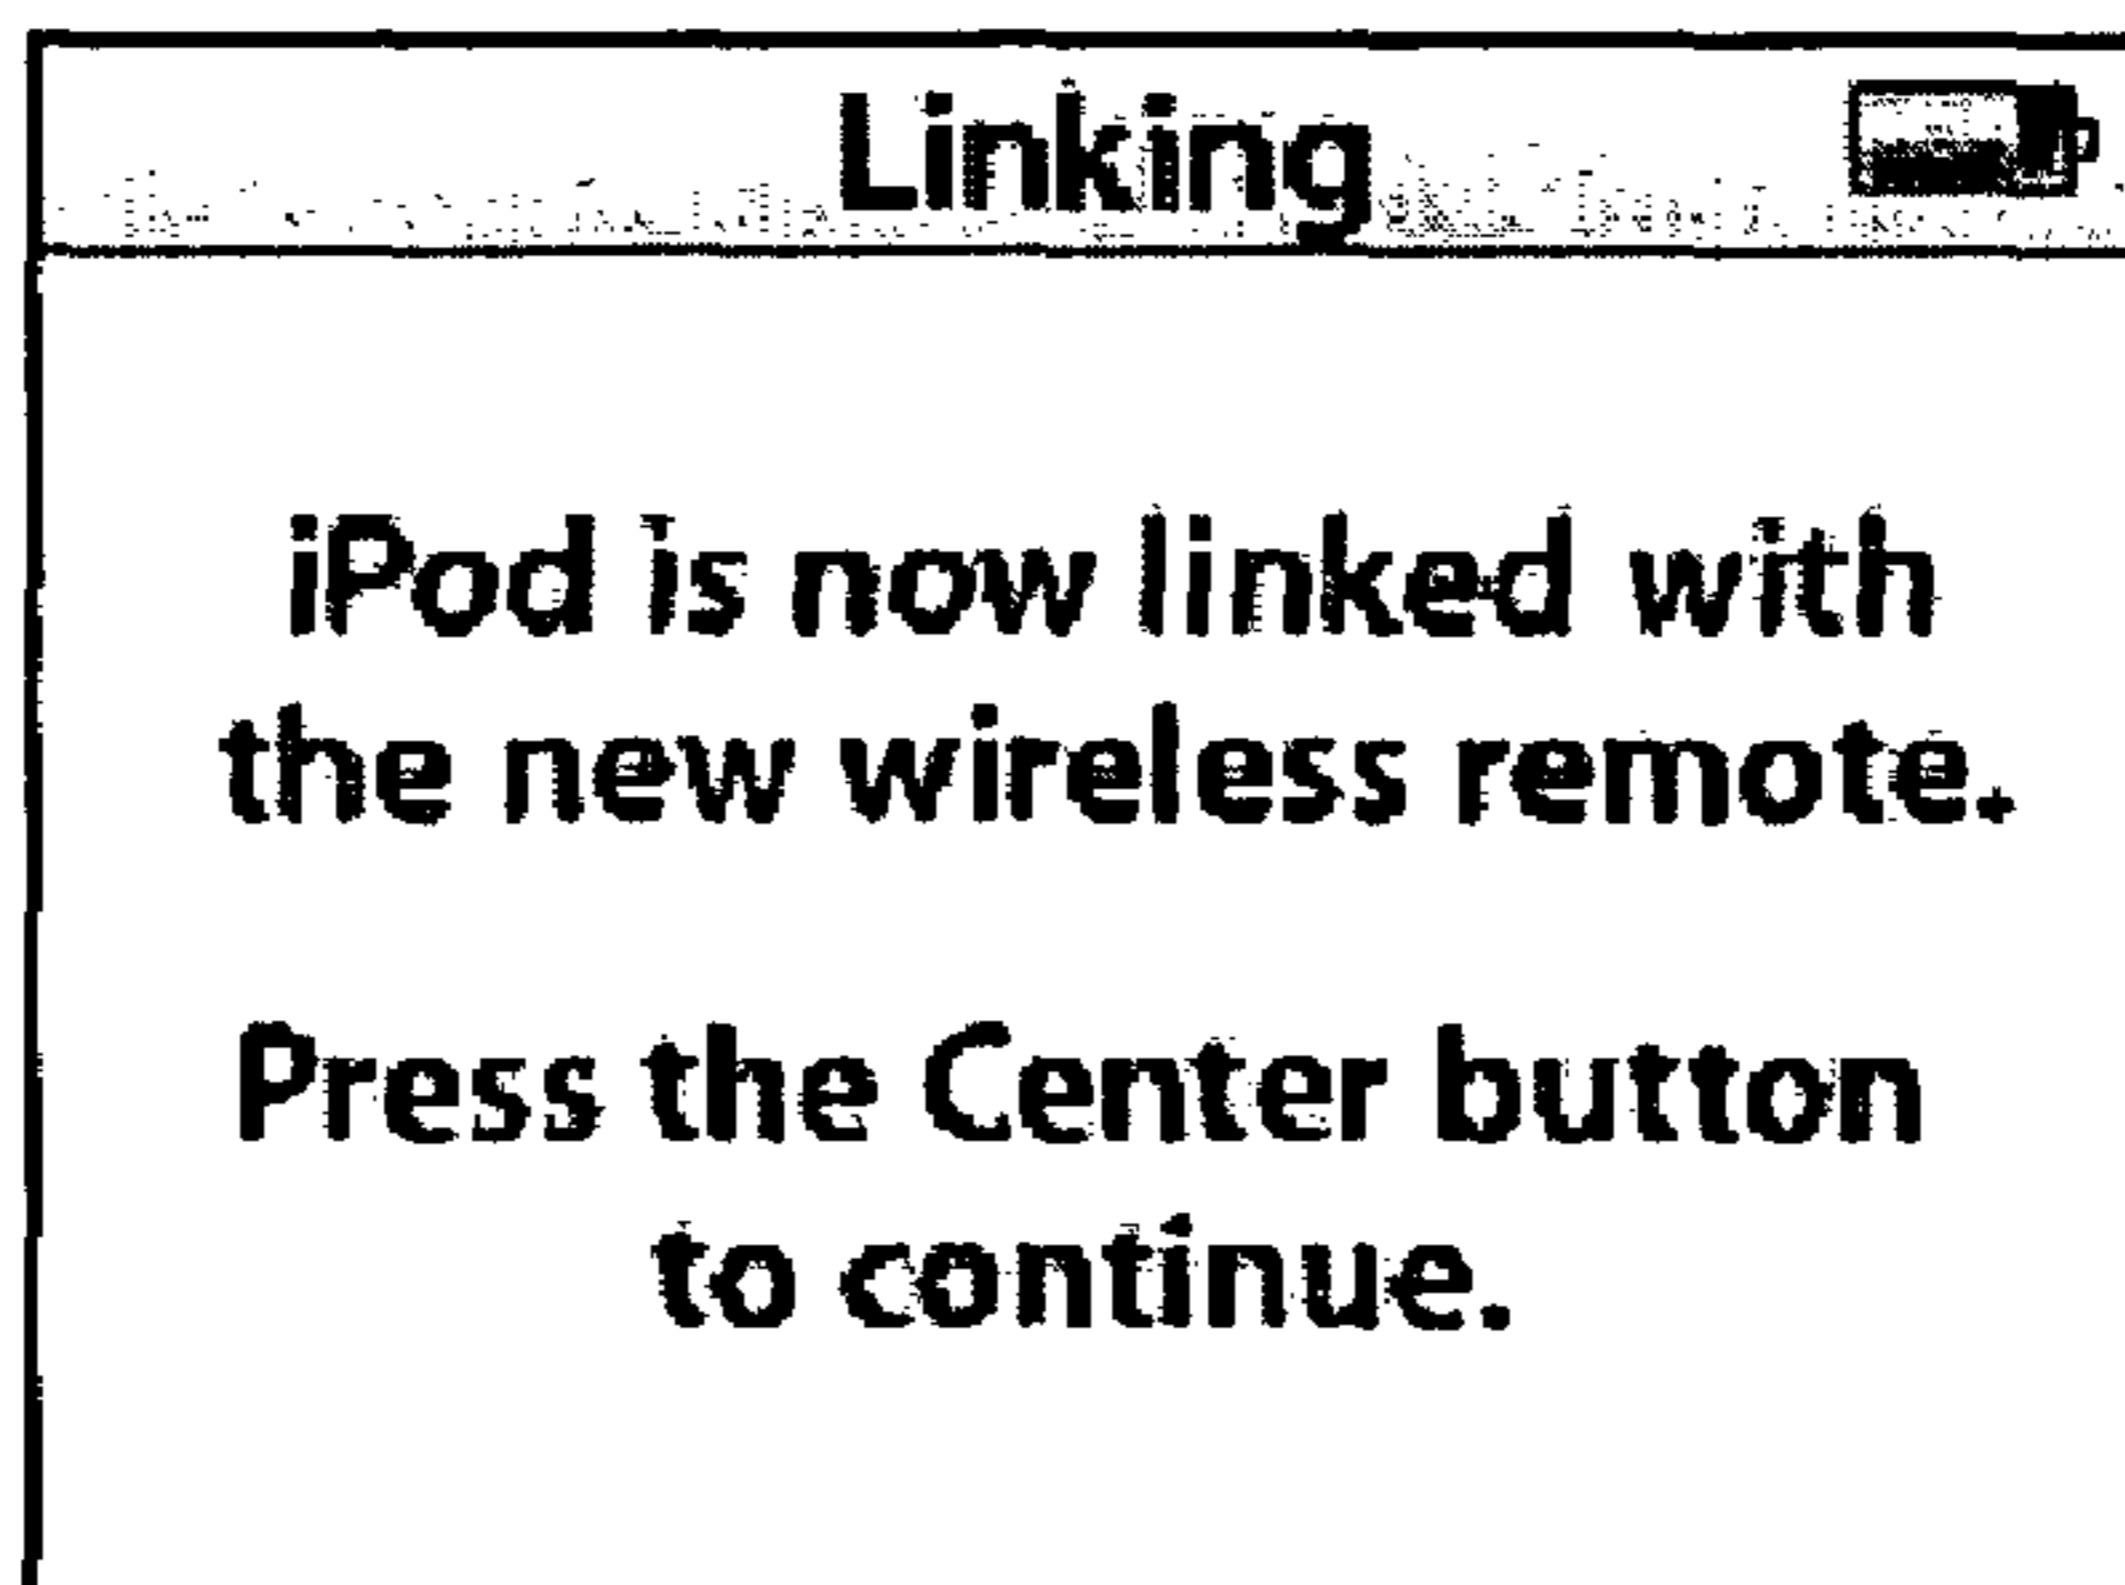 Linking
iPod is now linked with
the new wireless remote.
Press the Center button
to continue.